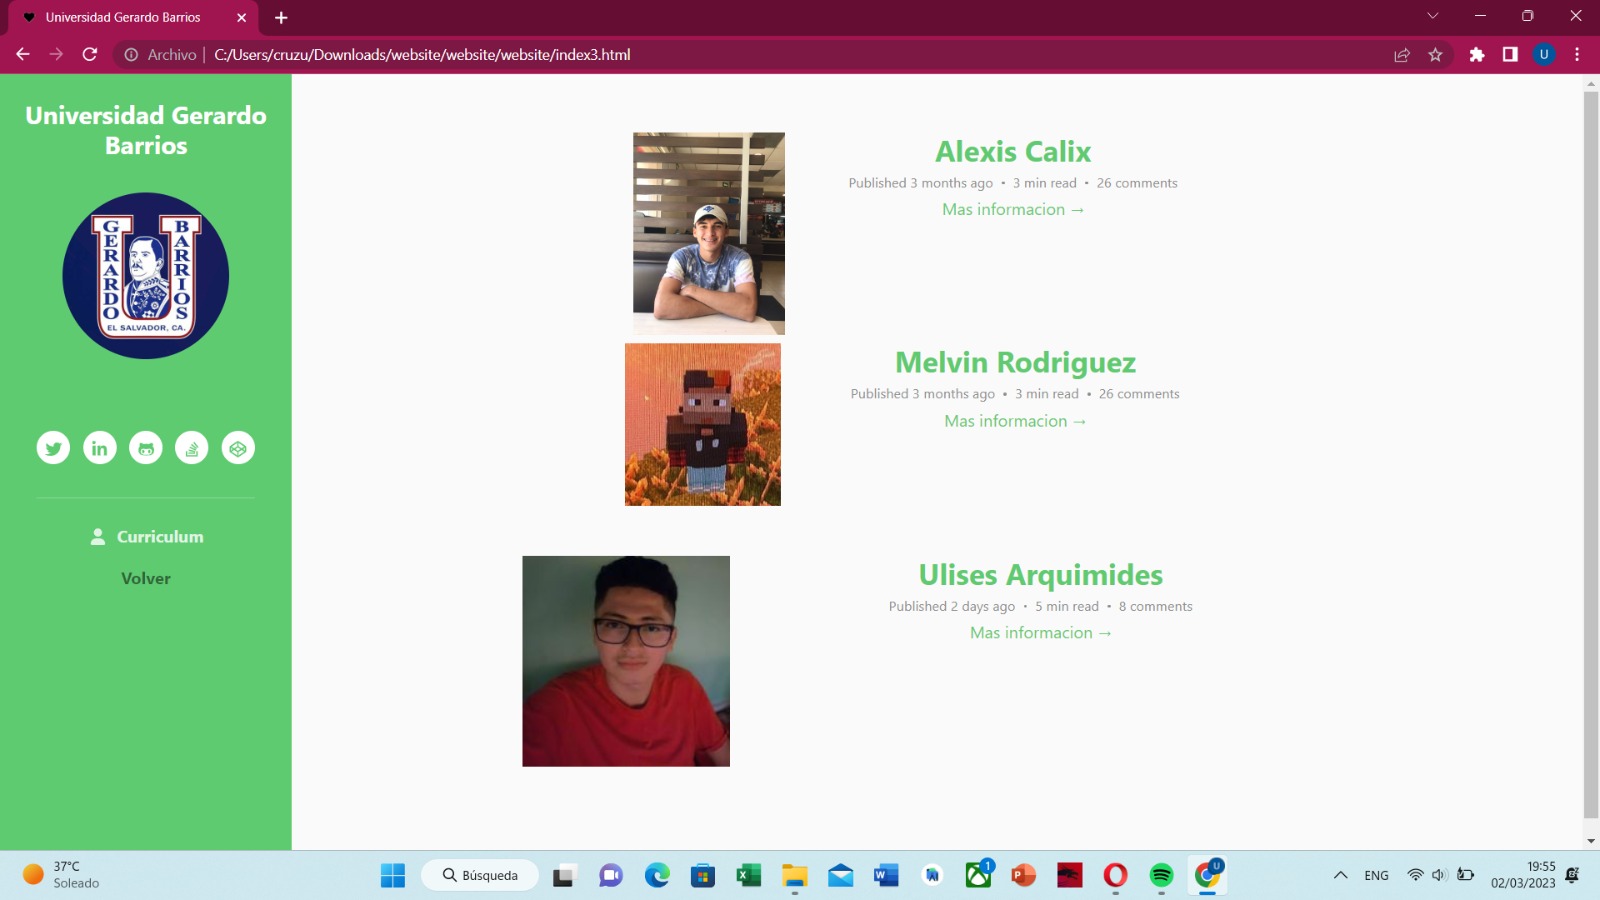 Universidad Gerardo Barrios
Archivo
C:/Users/cruzu/Downloads/website/website/website/index3.html
U
Universidad Gerardo
Barrios
GERARDO
BARRIOS
EL SALVADOR, CA.
in
Curriculum
Volver
Alexis Calix
Published 3 months ago • 3 min read • 26 comments
Mas informacion →
Melvin Rodriguez
Published 3 months ago • 3 min read • 26 comments
Mas informacion →
Ulises Arquimides
Published 2 days ago • 5 min read • 8 comments
Mas informacion →
37°C
Soleado
Búsqueda
1
U
ENG
19:55
02/03/2023